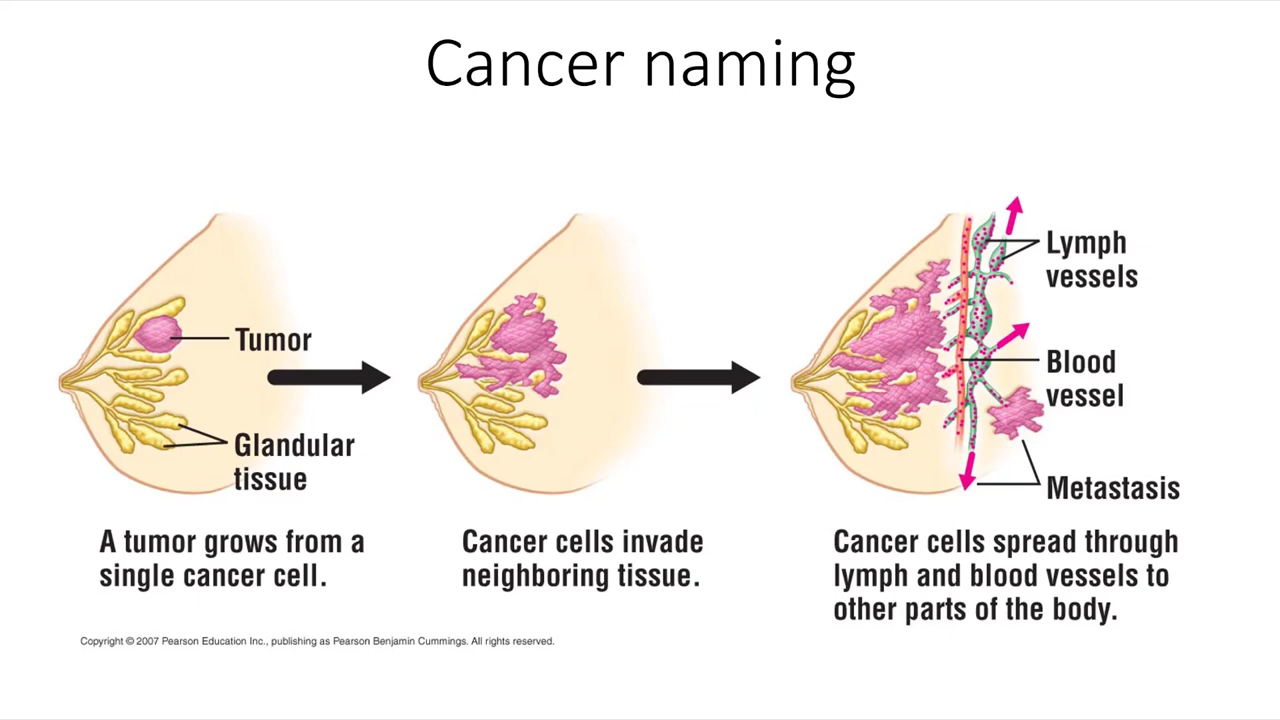 Cancer naming
Tumor
Glandular
tissue
A tumor grows from a
single cancer cell.
Cancer cells invade
neighboring tissue.
Lymph
vessels
Blood
vessel
Metastasis
Cancer cells spread through
lymph and blood vessels to
other parts of the body.
Copyright © 2007 Pearson Education Inc., publishing as Pearson Benjamin Cummings. All rights reserved.